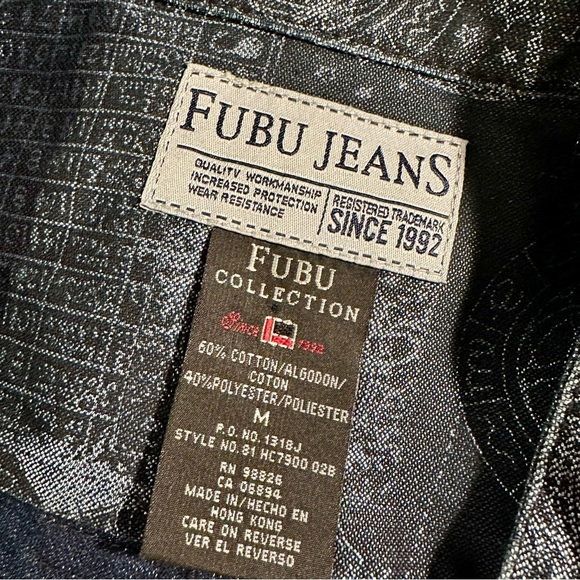 FUBU JEANS
QUALITY WORKMANSHIP
INCREASED PROTECTION
WEAR RESISTANCE
REGISTERED TRADEMARK
SINCE 1992
FUBU
COLLECTION
Since 1992
60% COTTON/ALGODON/
COTON
40%POLYESTER/POLIESTER
M
P.O. NO. 1318J
STYLE NO. 81 HC7900 02B
RN 98826
CA 06894
MADE IN/HECHO EN
HONG KONG
CARE ON REVERSE
VER EL REVERSO